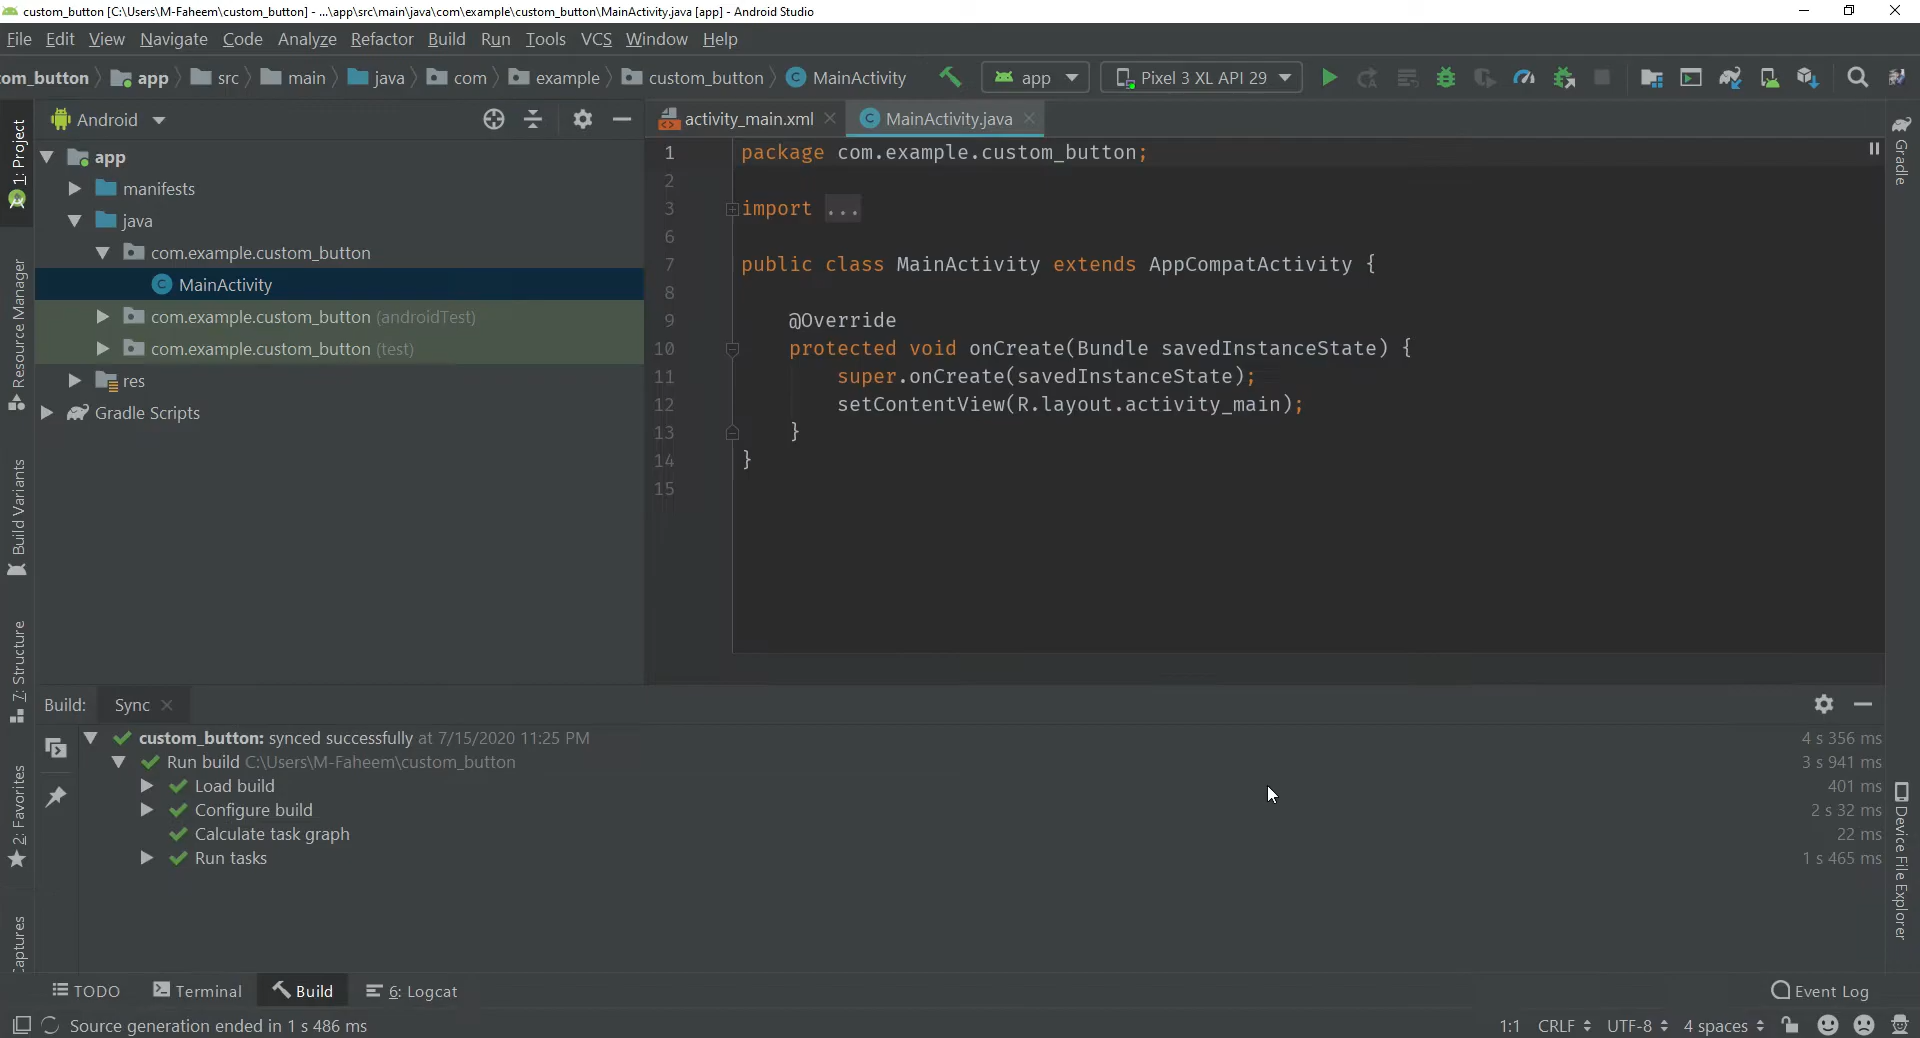 custom_button [C:\Users\M-Faheem\custom_button] - ...\app\src\main\java\com\example\custom_button\MainActivity.java [app] - Android Studio
File Edit View Navigate Code Analyze Refactor Build Run Tools VCS Window Help
om_button app src main java com example custom_button MainActivity app Pixel 3 XL API 29
Android
activity_main.xml MainActivity.java
1: Project
Resource Manager
Build Variants
7: Structure
2: Favorites
aptures
app
manifests
java
com.example.custom_button
MainActivity
com.example.custom_button (androidTest)
com.example.custom_button (test)
res
Gradle Scripts
1 package com.example.custom_button;
2
3 import ...
6
7 public class MainActivity extends AppCompatActivity {
8
9 @Override
10 protected void onCreate(Bundle savedInstanceState) {
11 super.onCreate(savedInstanceState);
12 setContentView(R.layout.activity_main);
13 }
14 }
15
Gradle
Device File Explorer
Build: Sync
custom_button: synced successfully at 7/15/2020 11:25 PM 4 s 356 ms
Run build C:\Users\M-Faheem\custom_button 3 s 941 ms
Load build 401 ms
Configure build 2 s 32 ms
Calculate task graph 22 ms
Run tasks 1 s 465 ms
TODO Terminal Build 6: Logcat Event Log
Source generation ended in 1 s 486 ms 1:1 CRLF UTF-8 4 spaces